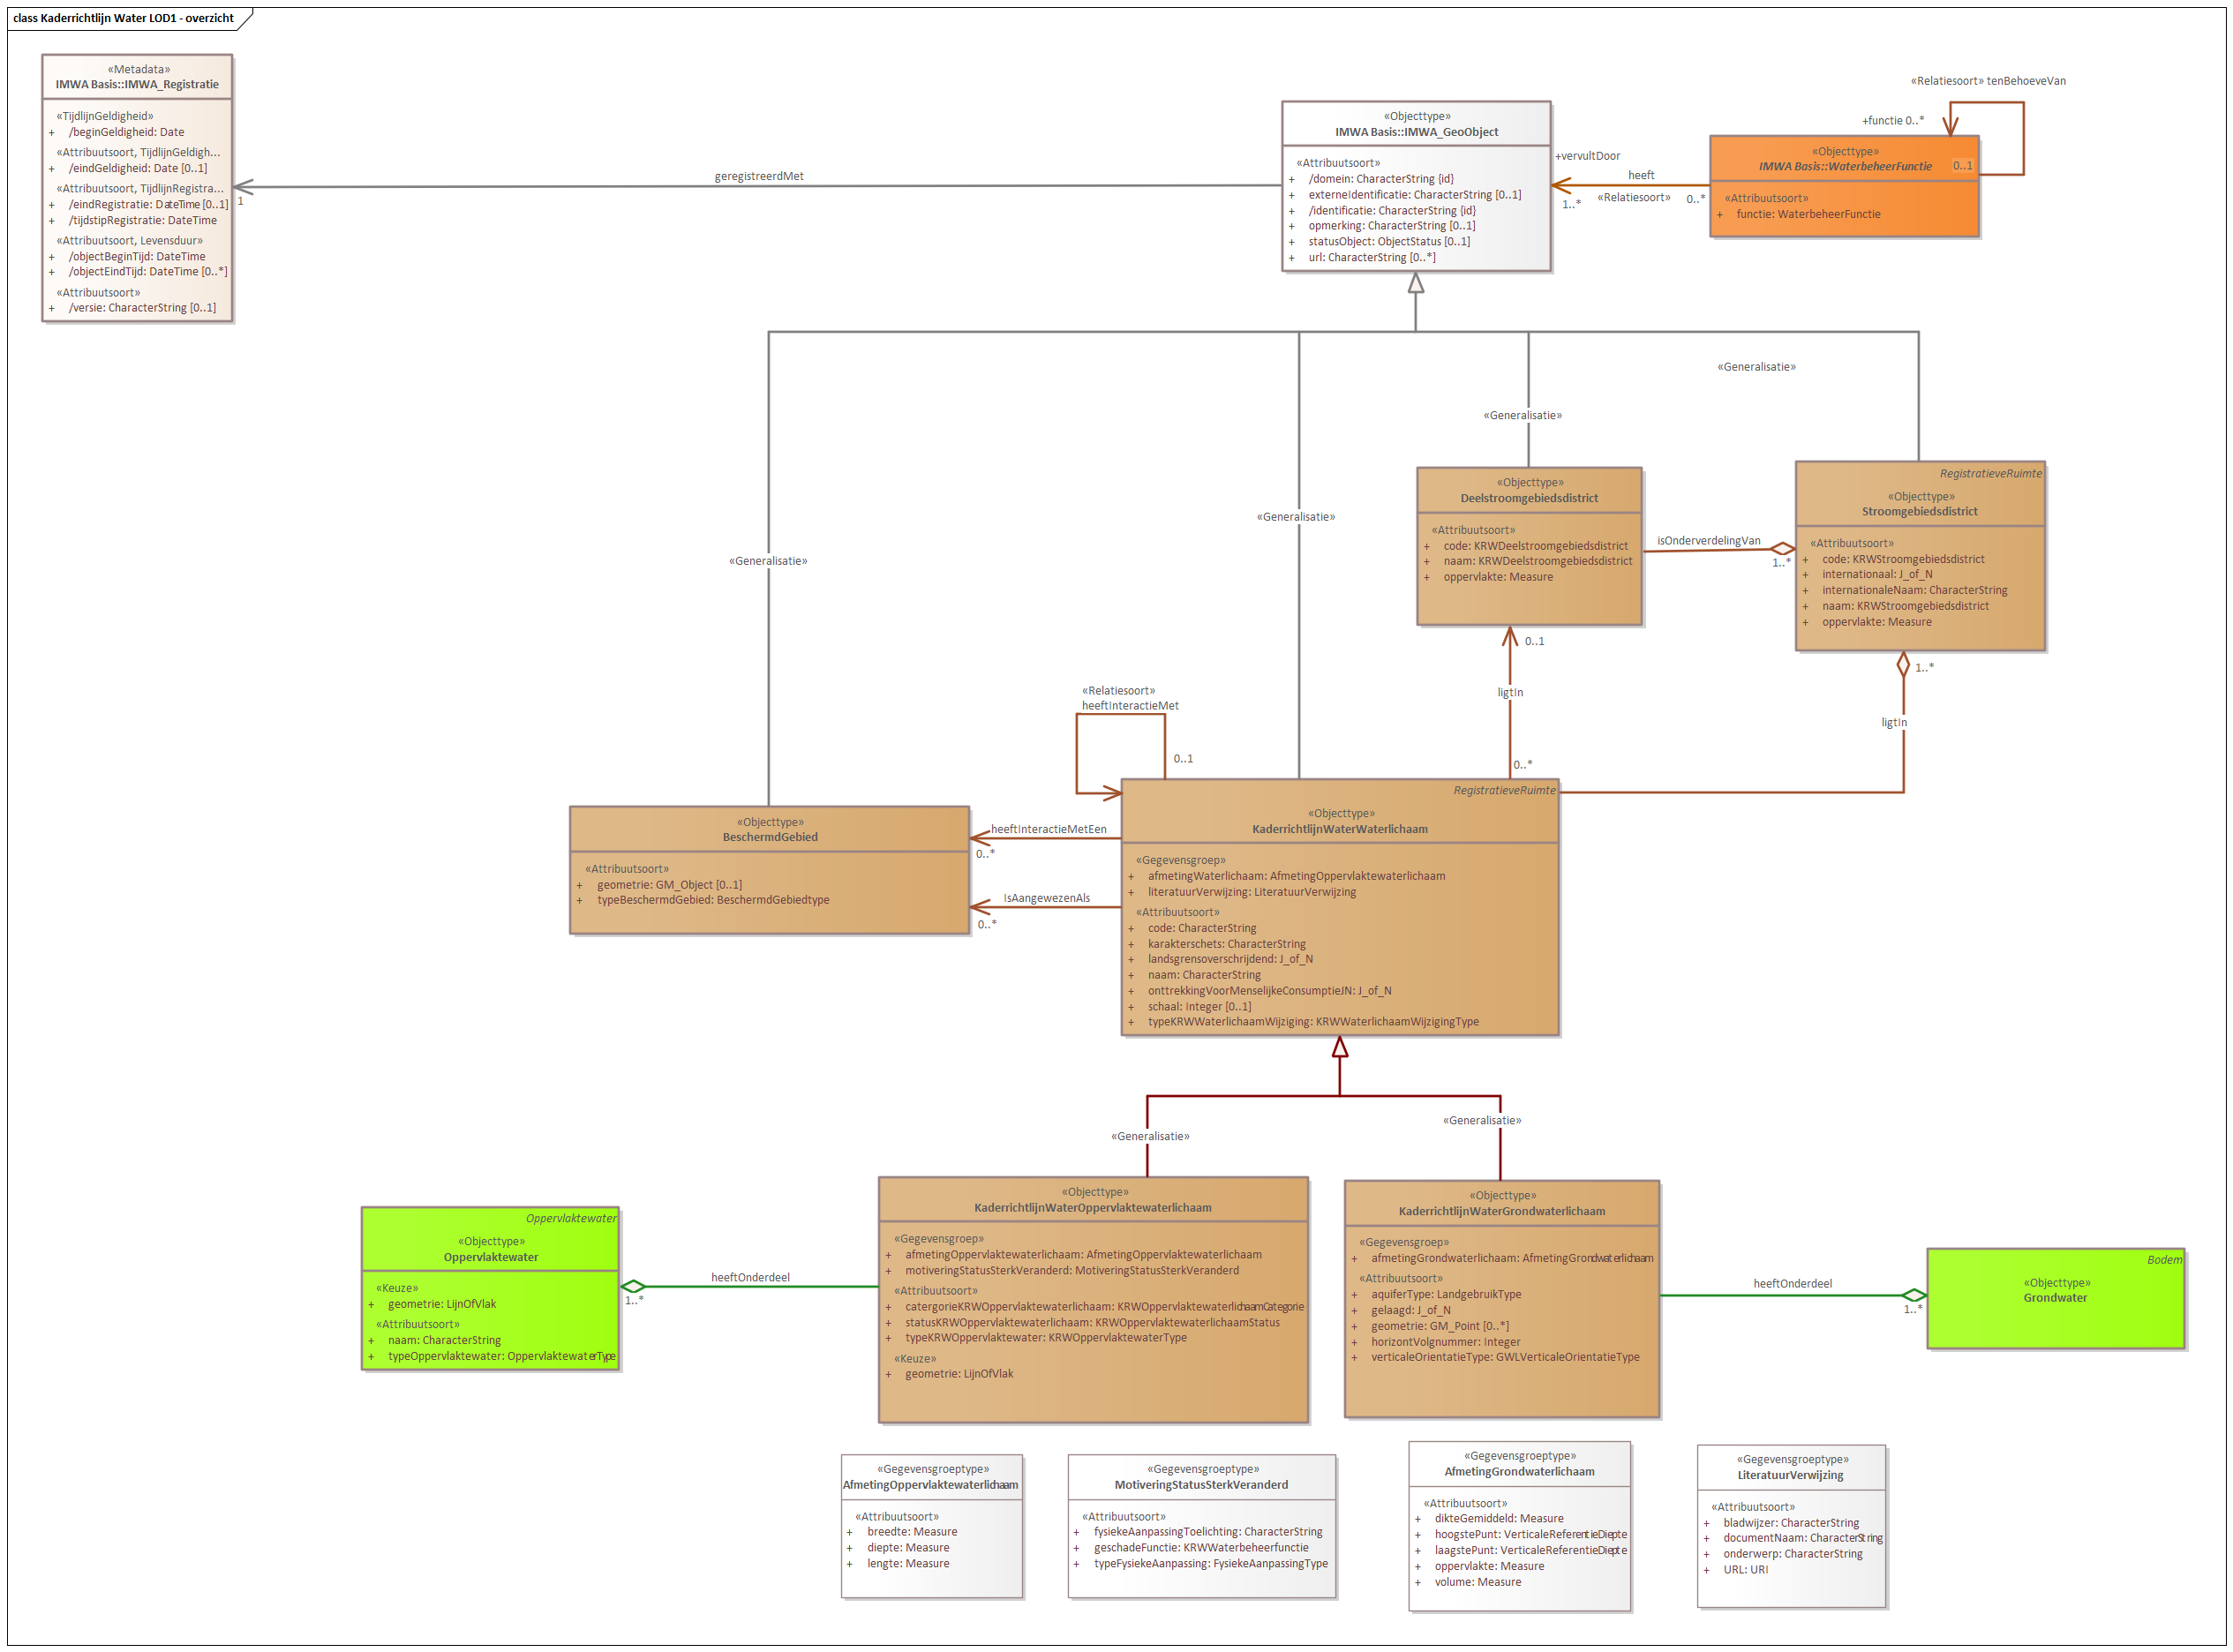 class Kaderrichtlijn Water LOD1 - overzicht
«Metadata»
IMWA Basis::IMWA_Registratie
«TijdlijnGeldigheid»
+ /beginGeldigheid: Date
«Attribuutsoort, TijdlijnGeldigh...
+ /eindGeldigheid: Date [0..1]
«Attribuutsoort, TijdlijnRegistra...
+ /eindRegistratie: DateTime [0..1]
+ /tijdstipRegistratie: DateTime
«Attribuutsoort, Levensduur»
+ /objectBeginTijd: DateTime
+ /objectEindTijd: DateTime [0..*]
«Attribuutsoort»
+ /versie: CharacterString [0..1]
1
geregistreerdMet
«Objecttype»
IMWA Basis::IMWA_GeoObject
«Attribuutsoort»
+ /domein: CharacterString {id}
+ externeIdentificatie: CharacterString [0..1]
+ /identificatie: CharacterString {id}
+ opmerking: CharacterString [0..1]
+ statusObject: ObjectStatus [0..1]
+ url: CharacterString [0..*]
+vervultDoor
1..*
heeft
«Relatiesoort»
0..*
«Relatiesoort» tenBehoeveVan
+functie 0..*
«Objecttype»
IMWA Basis::WaterbeheerFunctie
0..1
«Attribuutsoort»
+ functie: WaterbeheerFunctie
«Generalisatie»
«Generalisatie»
«Generalisatie»
«Generalisatie»
«Objecttype»
Deelstroomgebiedsdistrict
«Attribuutsoort»
+ code: KRWDeelstroomgebiedsdistrict
+ naam: KRWDeelstroomgebiedsdistrict
+ oppervlakte: Measure
isOnderverdelingVan
1..*
RegistratieveRuimte
«Objecttype»
Stroomgebiedsdistrict
«Attribuutsoort»
+ code: KRWStroomgebiedsdistrict
+ internationaal: J_of_N
+ internationaleNaam: CharacterString
+ naam: KRWStroomgebiedsdistrict
+ oppervlakte: Measure
0..1
ligtIn
0..*
1..*
ligtIn
«Relatiesoort»
heeftInteractieMet
0..1
«Objecttype»
BeschermdGebied
«Attribuutsoort»
+ geometrie: GM_Object [0..1]
+ typeBeschermdGebied: BeschermdGebiedtype
heeftInteractieMetEen
0..*
IsAangewezenAls
0..*
RegistratieveRuimte
«Objecttype»
KaderrichtlijnWaterWaterlichaam
«Gegevensgroep»
+ afmetingWaterlichaam: AfmetingOppervlaktewaterlichaam
+ literatuurVerwijzing: LiteratuurVerwijzing
«Attribuutsoort»
+ code: CharacterString
+ karakterschets: CharacterString
+ landsgrensoverschrijdend: J_of_N
+ naam: CharacterString
+ onttrekkingVoorMenselijkeConsumptieJN: J_of_N
+ schaal: Integer [0..1]
+ typeKRWWaterlichaamWijziging: KRWWaterlichaamWijzigingType
«Generalisatie»
«Generalisatie»
Oppervlaktewater
«Objecttype»
Oppervlaktewater
«Keuze»
+ geometrie: LijnOfVlak
«Attribuutsoort»
+ naam: CharacterString
+ typeOppervlaktewater: OppervlaktewaterType
heeftOnderdeel
1..*
«Objecttype»
KaderrichtlijnWaterOppervlaktewaterlichaam
«Gegevensgroep»
+ afmetingOppervlaktewaterlichaam: AfmetingOppervlaktewaterlichaam
+ motiveringStatusSterkVeranderd: MotiveringStatusSterkVeranderd
«Attribuutsoort»
+ catergorieKRWOppervlaktewaterlichaam: KRWOppervlaktewaterlichaamCategorie
+ statusKRWOppervlaktewaterlichaam: KRWOppervlaktewaterlichaamStatus
+ typeKRWOppervlaktewater: KRWOppervlaktewaterType
«Keuze»
+ geometrie: LijnOfVlak
«Objecttype»
KaderrichtlijnWaterGrondwaterlichaam
«Gegevensgroep»
+ afmetingGrondwaterlichaam: AfmetingGrondwaterlichaam
«Attribuutsoort»
+ aquiferType: LandgebruikType
+ gelaagd: J_of_N
+ geometrie: GM_Point [0..*]
+ horizontVolgnummer: Integer
+ verticaleOrientatieType: GWLVerticaleOrientatieType
heeftOnderdeel
1..*
Bodem
«Objecttype»
Grondwater
«Gegevensgroeptype»
AfmetingOppervlaktewaterlichaam
«Attribuutsoort»
+ breedte: Measure
+ diepte: Measure
+ lengte: Measure
«Gegevensgroeptype»
MotiveringStatusSterkVeranderd
«Attribuutsoort»
+ fysiekeAanpassingToelichting: CharacterString
+ geschadeFunctie: KRWWaterbeheerfunctie
+ typeFysiekeAanpassing: FysiekeAanpassingType
«Gegevensgroeptype»
AfmetingGrondwaterlichaam
«Attribuutsoort»
+ dikteGemiddeld: Measure
+ hoogstePunt: VerticaleReferentieDiepte
+ laagstePunt: VerticaleReferentieDiepte
+ oppervlakte: Measure
+ volume: Measure
«Gegevensgroeptype»
LiteratuurVerwijzing
«Attribuutsoort»
+ bladwijzer: CharacterString
+ documentNaam: CharacterString
+ onderwerp: CharacterString
+ URL: URI